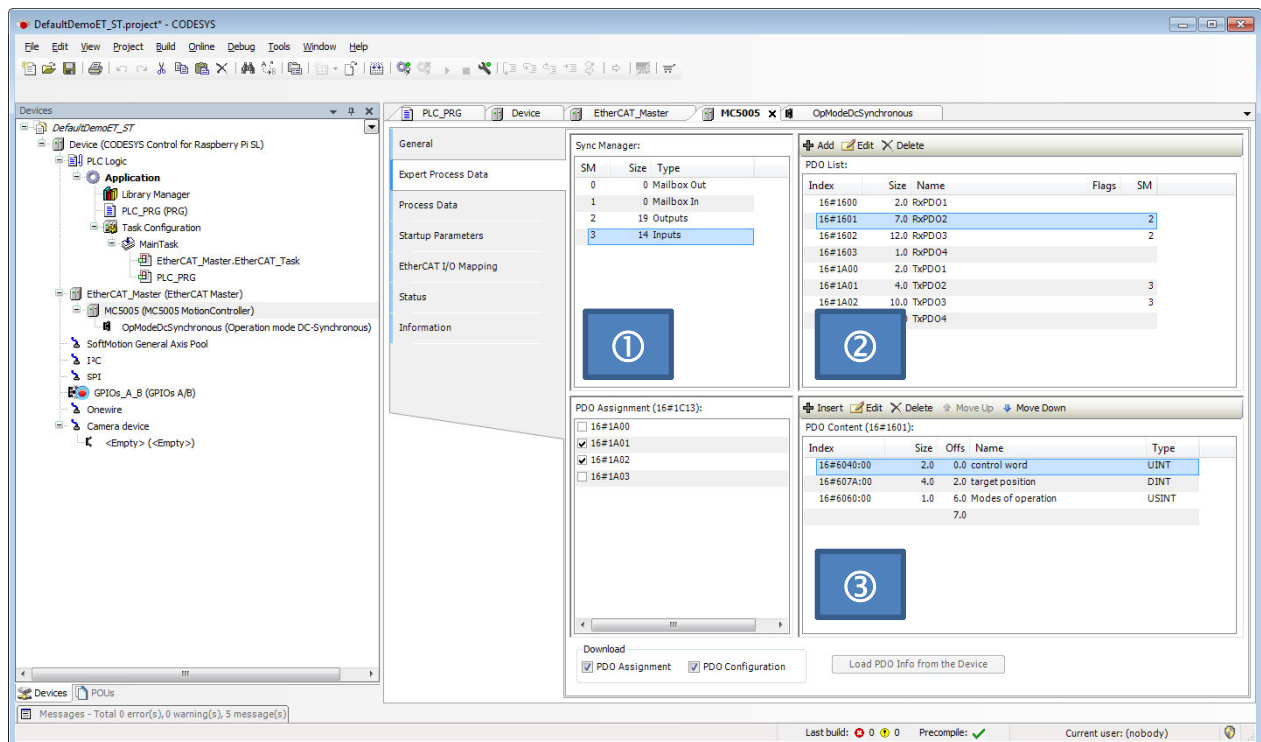 DefaultDemoET_ST.project* - CODESYS
File Edit View Project Build Online Debug Tools Window Help
Devices
DefaultDemoET_ST
Device (CODESYS Control for Raspberry Pi SL)
PLC Logic
Application
Library Manager
PLC_PRG (PRG)
Task Configuration
MainTask
EtherCAT_Master.EtherCAT_Task
PLC_PRG
EtherCAT_Master (EtherCAT Master)
MC5005 (MC5005 MotionController)
OpModeDcSynchronous (Operation mode DC-Synchronous)
SoftMotion General Axis Pool
I²C
SPI
GPIOs_A_B (GPIOs A/B)
Onewire
Camera device
<Empty> (<Empty>)
Devices POUs
PLC_PRG Device EtherCAT_Master MC5005 OpModeDcSynchronous
General
Expert Process Data
Process Data
Startup Parameters
EtherCAT I/O Mapping
Status
Information
Sync Manager:
SM Size Type
0 0 Mailbox Out
1 0 Mailbox In
2 19 Outputs
3 14 Inputs
①
Add Edit Delete
PDO List:
Index Size Name Flags SM
16#1600 2.0 RxPDO1
16#1601 7.0 RxPDO2 2
16#1602 12.0 RxPDO3 2
16#1603 1.0 RxPDO4
16#1A00 2.0 TxPDO1
16#1A01 4.0 TxPDO2 3
16#1A02 10.0 TxPDO3 3
TxPDO4
②
PDO Assignment (16#1C13):
16#1A00
16#1A01
16#1A02
16#1A03
Insert Edit Delete Move Up Move Down
PDO Content (16#1601):
Index Size Offs Name Type
16#6040:00 2.0 0.0 control word UINT
16#607A:00 4.0 2.0 target position DINT
16#6060:00 1.0 6.0 Modes of operation USINT
7.0
③
Download
PDO Assignment PDO Configuration
Load PDO Info from the Device
Messages - Total 0 error(s), 0 warning(s), 5 message(s)
Last build: 0 0 Precompile: Current user: (nobody)